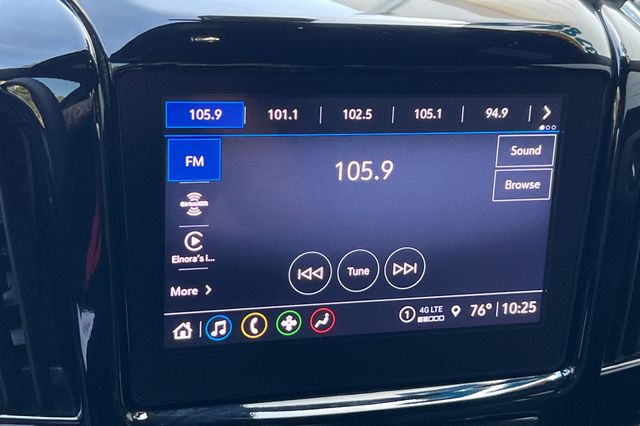 105.9 | 101.1 | 102.5 | 105.1 | 94.9
FM
105.9
Sound
Browse
SiriusXM
Elnora's i...
More
Tune
1
4G LTE
76° | 10:25